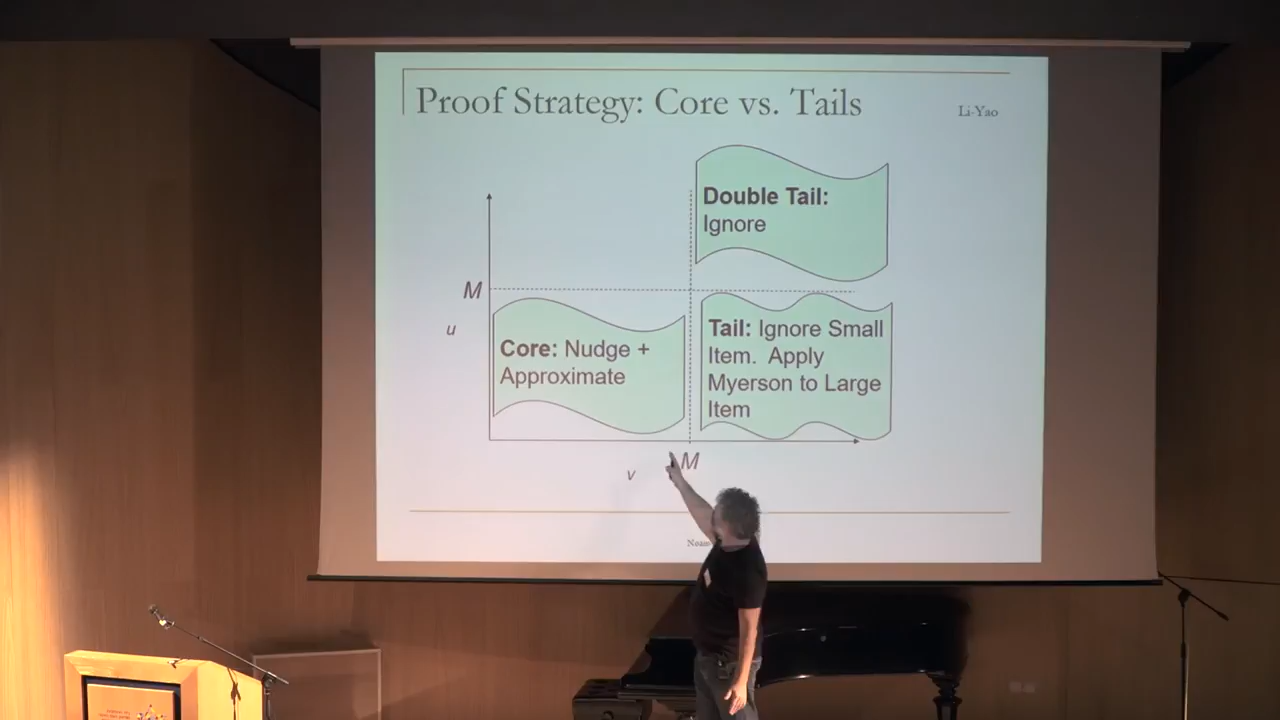 Proof Strategy: Core vs. Tails
Li-Yao
Double Tail:
Ignore
M
u
Core: Nudge +
Approximate
Tail: Ignore Small
Item. Apply
Myerson to Large
Item
M
v